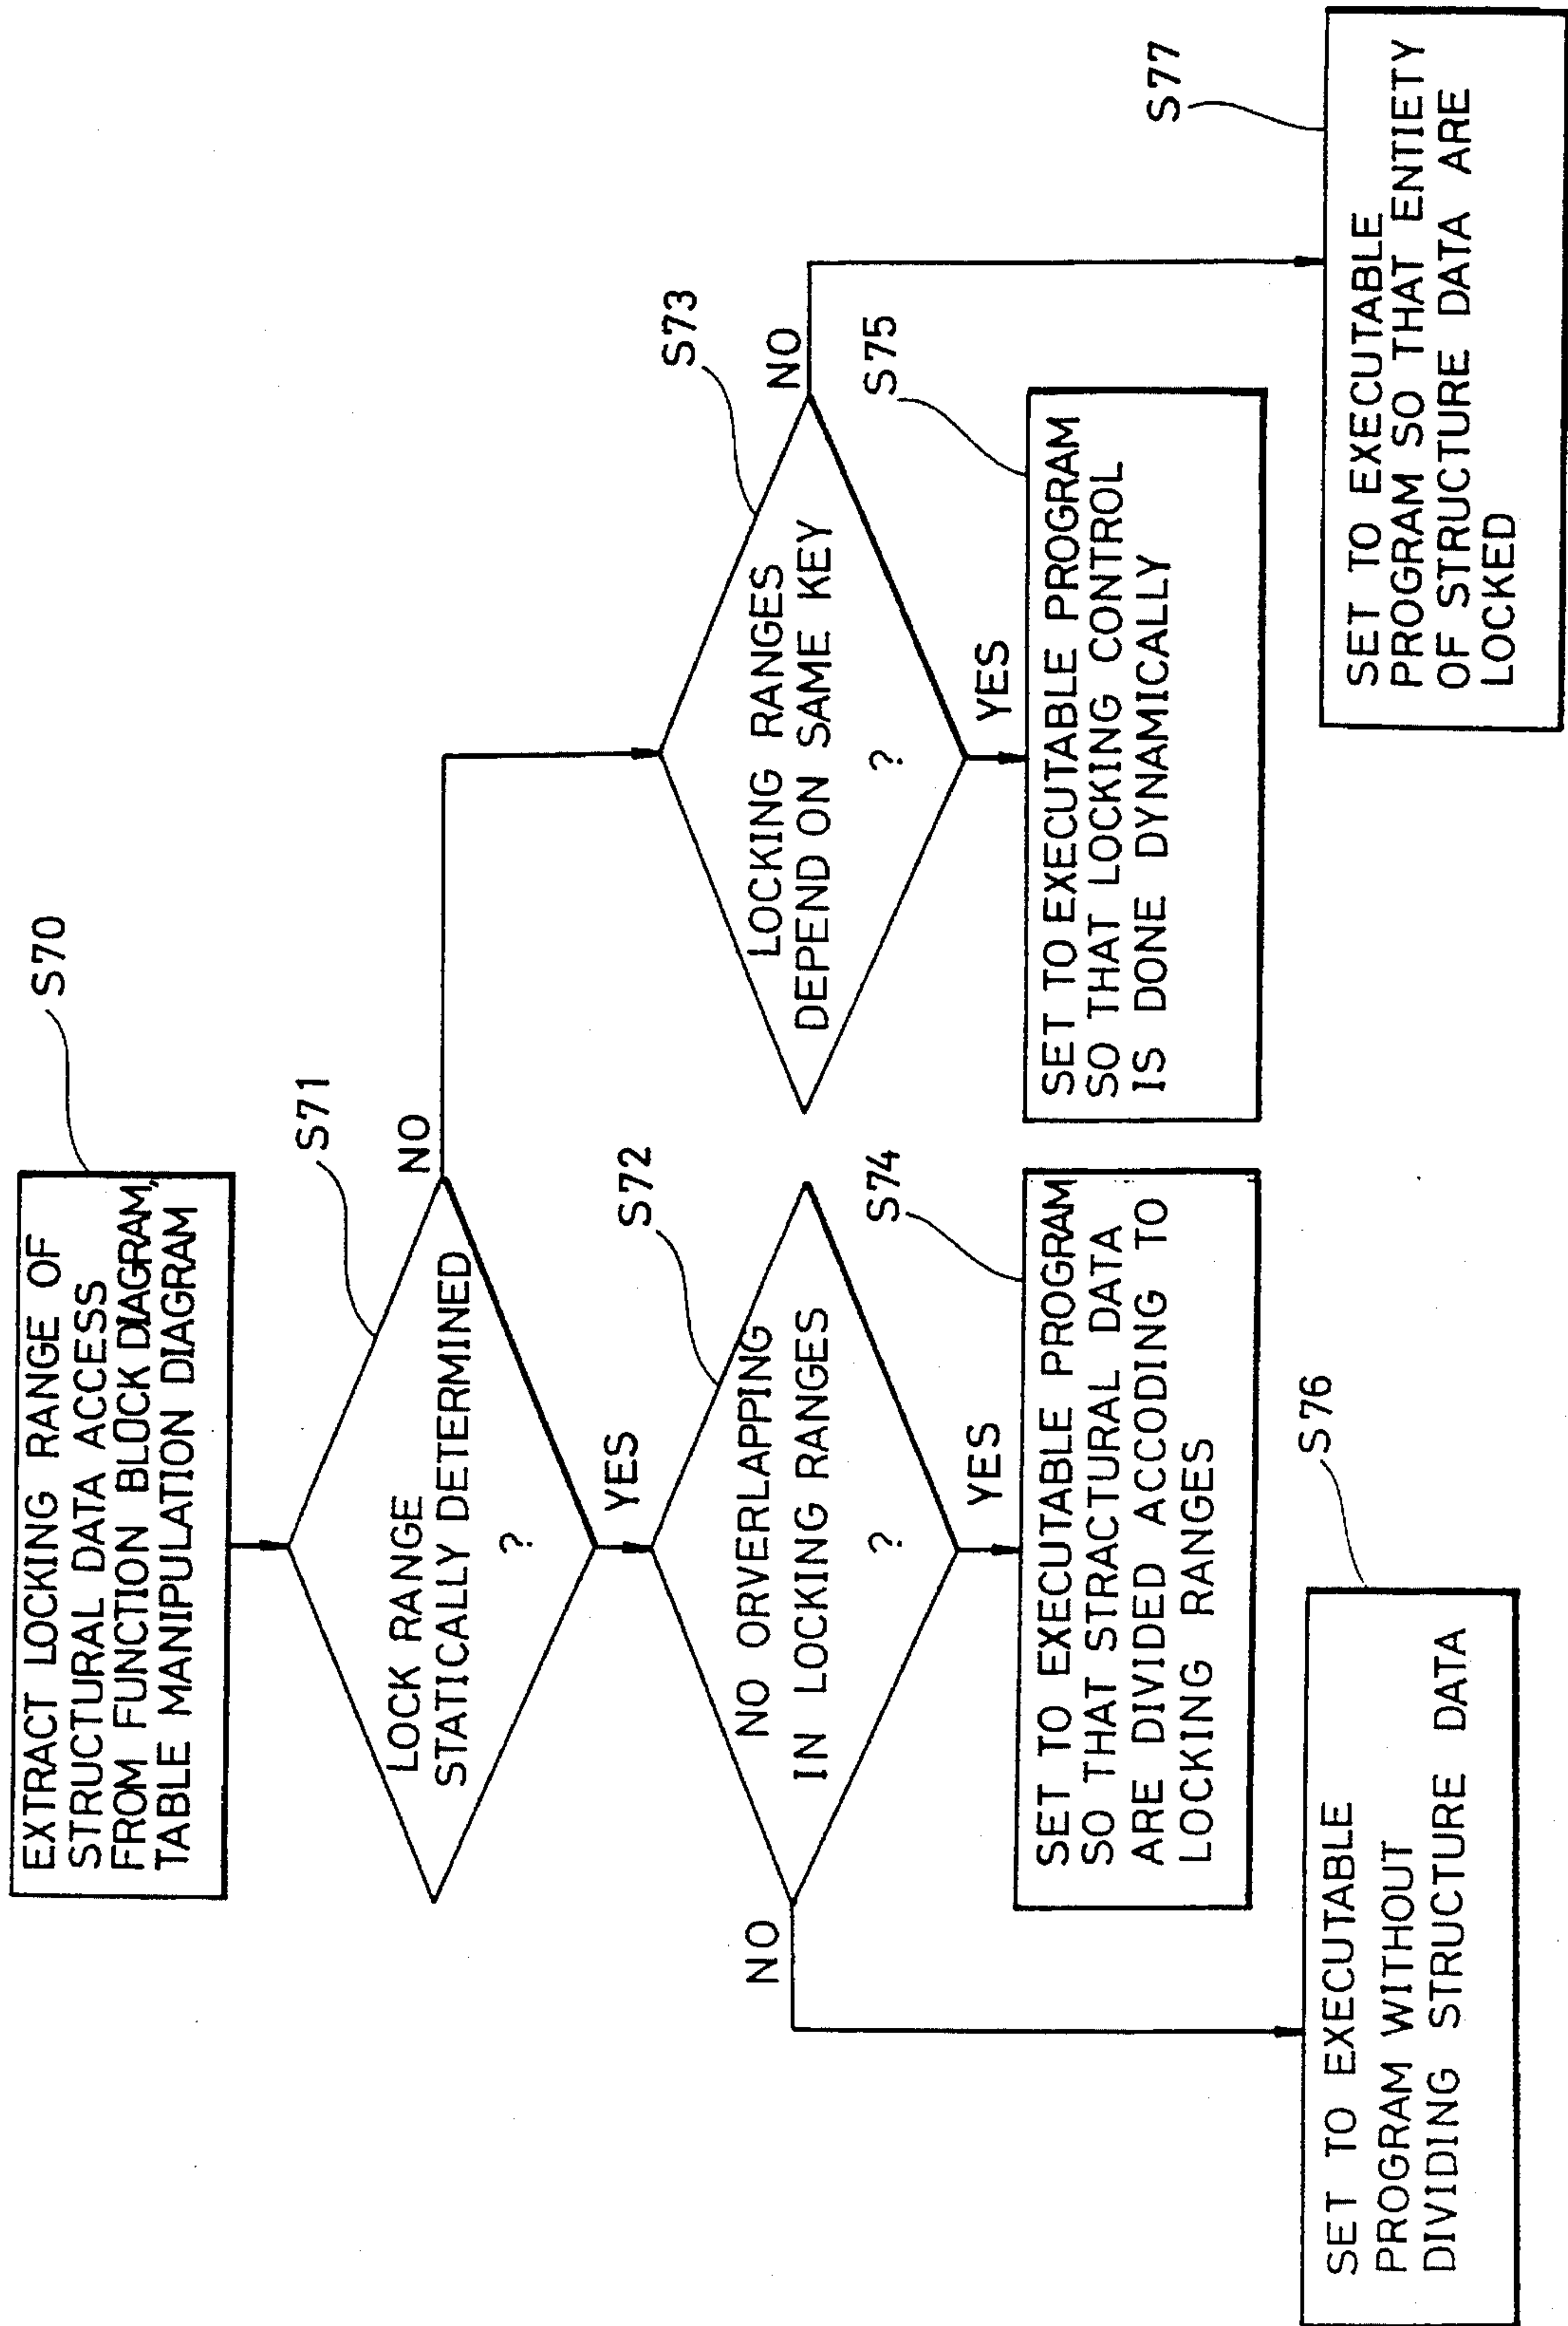 EXTRACT LOCKING RANGE OF
STRUCTURAL DATA ACCESS
FROM FUNCTION BLOCK DIAGRAM,
TABLE MANIPULATION DIAGRAM
S70
LOCK RANGE
STATICALLY DETERMINED
?
S71
NO
YES
NO ORVERLAPPING
IN LOCKING RANGES
?
S72
NO
YES
LOCKING RANGES
DEPEND ON SAME KEY
?
S73
NO
YES
SET TO EXECUTABLE PROGRAM
SO THAT STRACTURAL DATA
ARE DIVIDED ACCODING TO
LOCKING RANGES
S74
SET TO EXECUTABLE PROGRAM
SO THAT LOCKING CONTROL
IS DONE DYNAMICALLY
S75
SET TO EXECUTABLE
PROGRAM WITHOUT
DIVIDING STRUCTURE DATA
S76
SET TO EXECUTABLE
PROGRAM SO THAT ENTIETY
OF STRUCTURE DATA ARE
LOCKED
S77